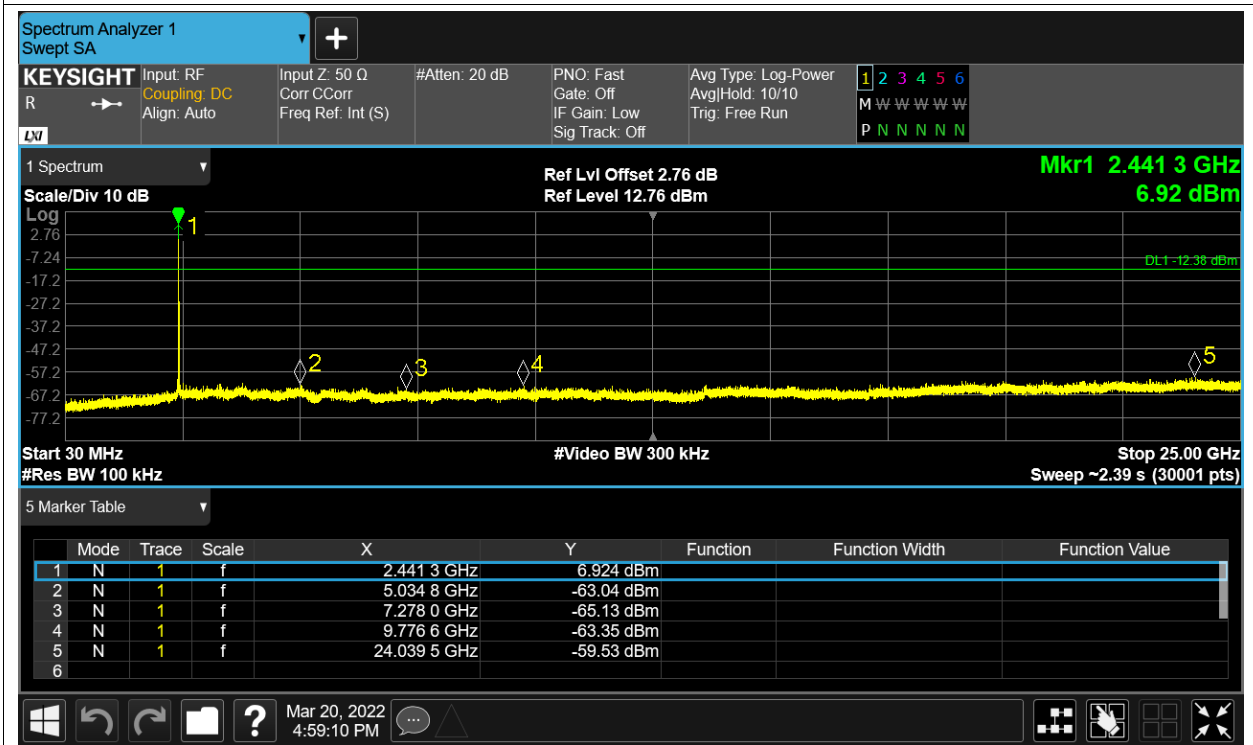 Spectrum Analyzer 1
Swept SA
KEYSIGHT Input: RF Input Z: 50 Ω #Atten: 20 dB PNO: Fast Avg Type: Log-Power 1 2 3 4 5 6
R Coupling: DC Corr CCorr Gate: Off Avg|Hold: 10/10 M W W W W W
Align: Auto Freq Ref: Int (S) IF Gain: Low Trig: Free Run
LXI Sig Track: Off P N N N N N
1 Spectrum Ref Lvl Offset 2.76 dB Mkr1 2.441 3 GHz
Scale/Div 10 dB Ref Level 12.76 dBm 6.92 dBm
Log
1
2.76
-7.24
DL1 -12.38 dBm
-17.2
-27.2
-37.2
-47.2
2 3 4 5
-57.2
-67.2
-77.2
Start 30 MHz #Video BW 300 kHz Stop 25.00 GHz
#Res BW 100 kHz Sweep ~2.39 s (30001 pts)
5 Marker Table
Mode Trace Scale X Y Function Function Width Function Value
1 N 1 f 2.441 3 GHz 6.924 dBm
2 N 1 f 5.034 8 GHz -63.04 dBm
3 N 1 f 7.278 0 GHz -65.13 dBm
4 N 1 f 9.776 6 GHz -63.35 dBm
5 N 1 f 24.039 5 GHz -59.53 dBm
6
? Mar 20, 2022
4:59:10 PM